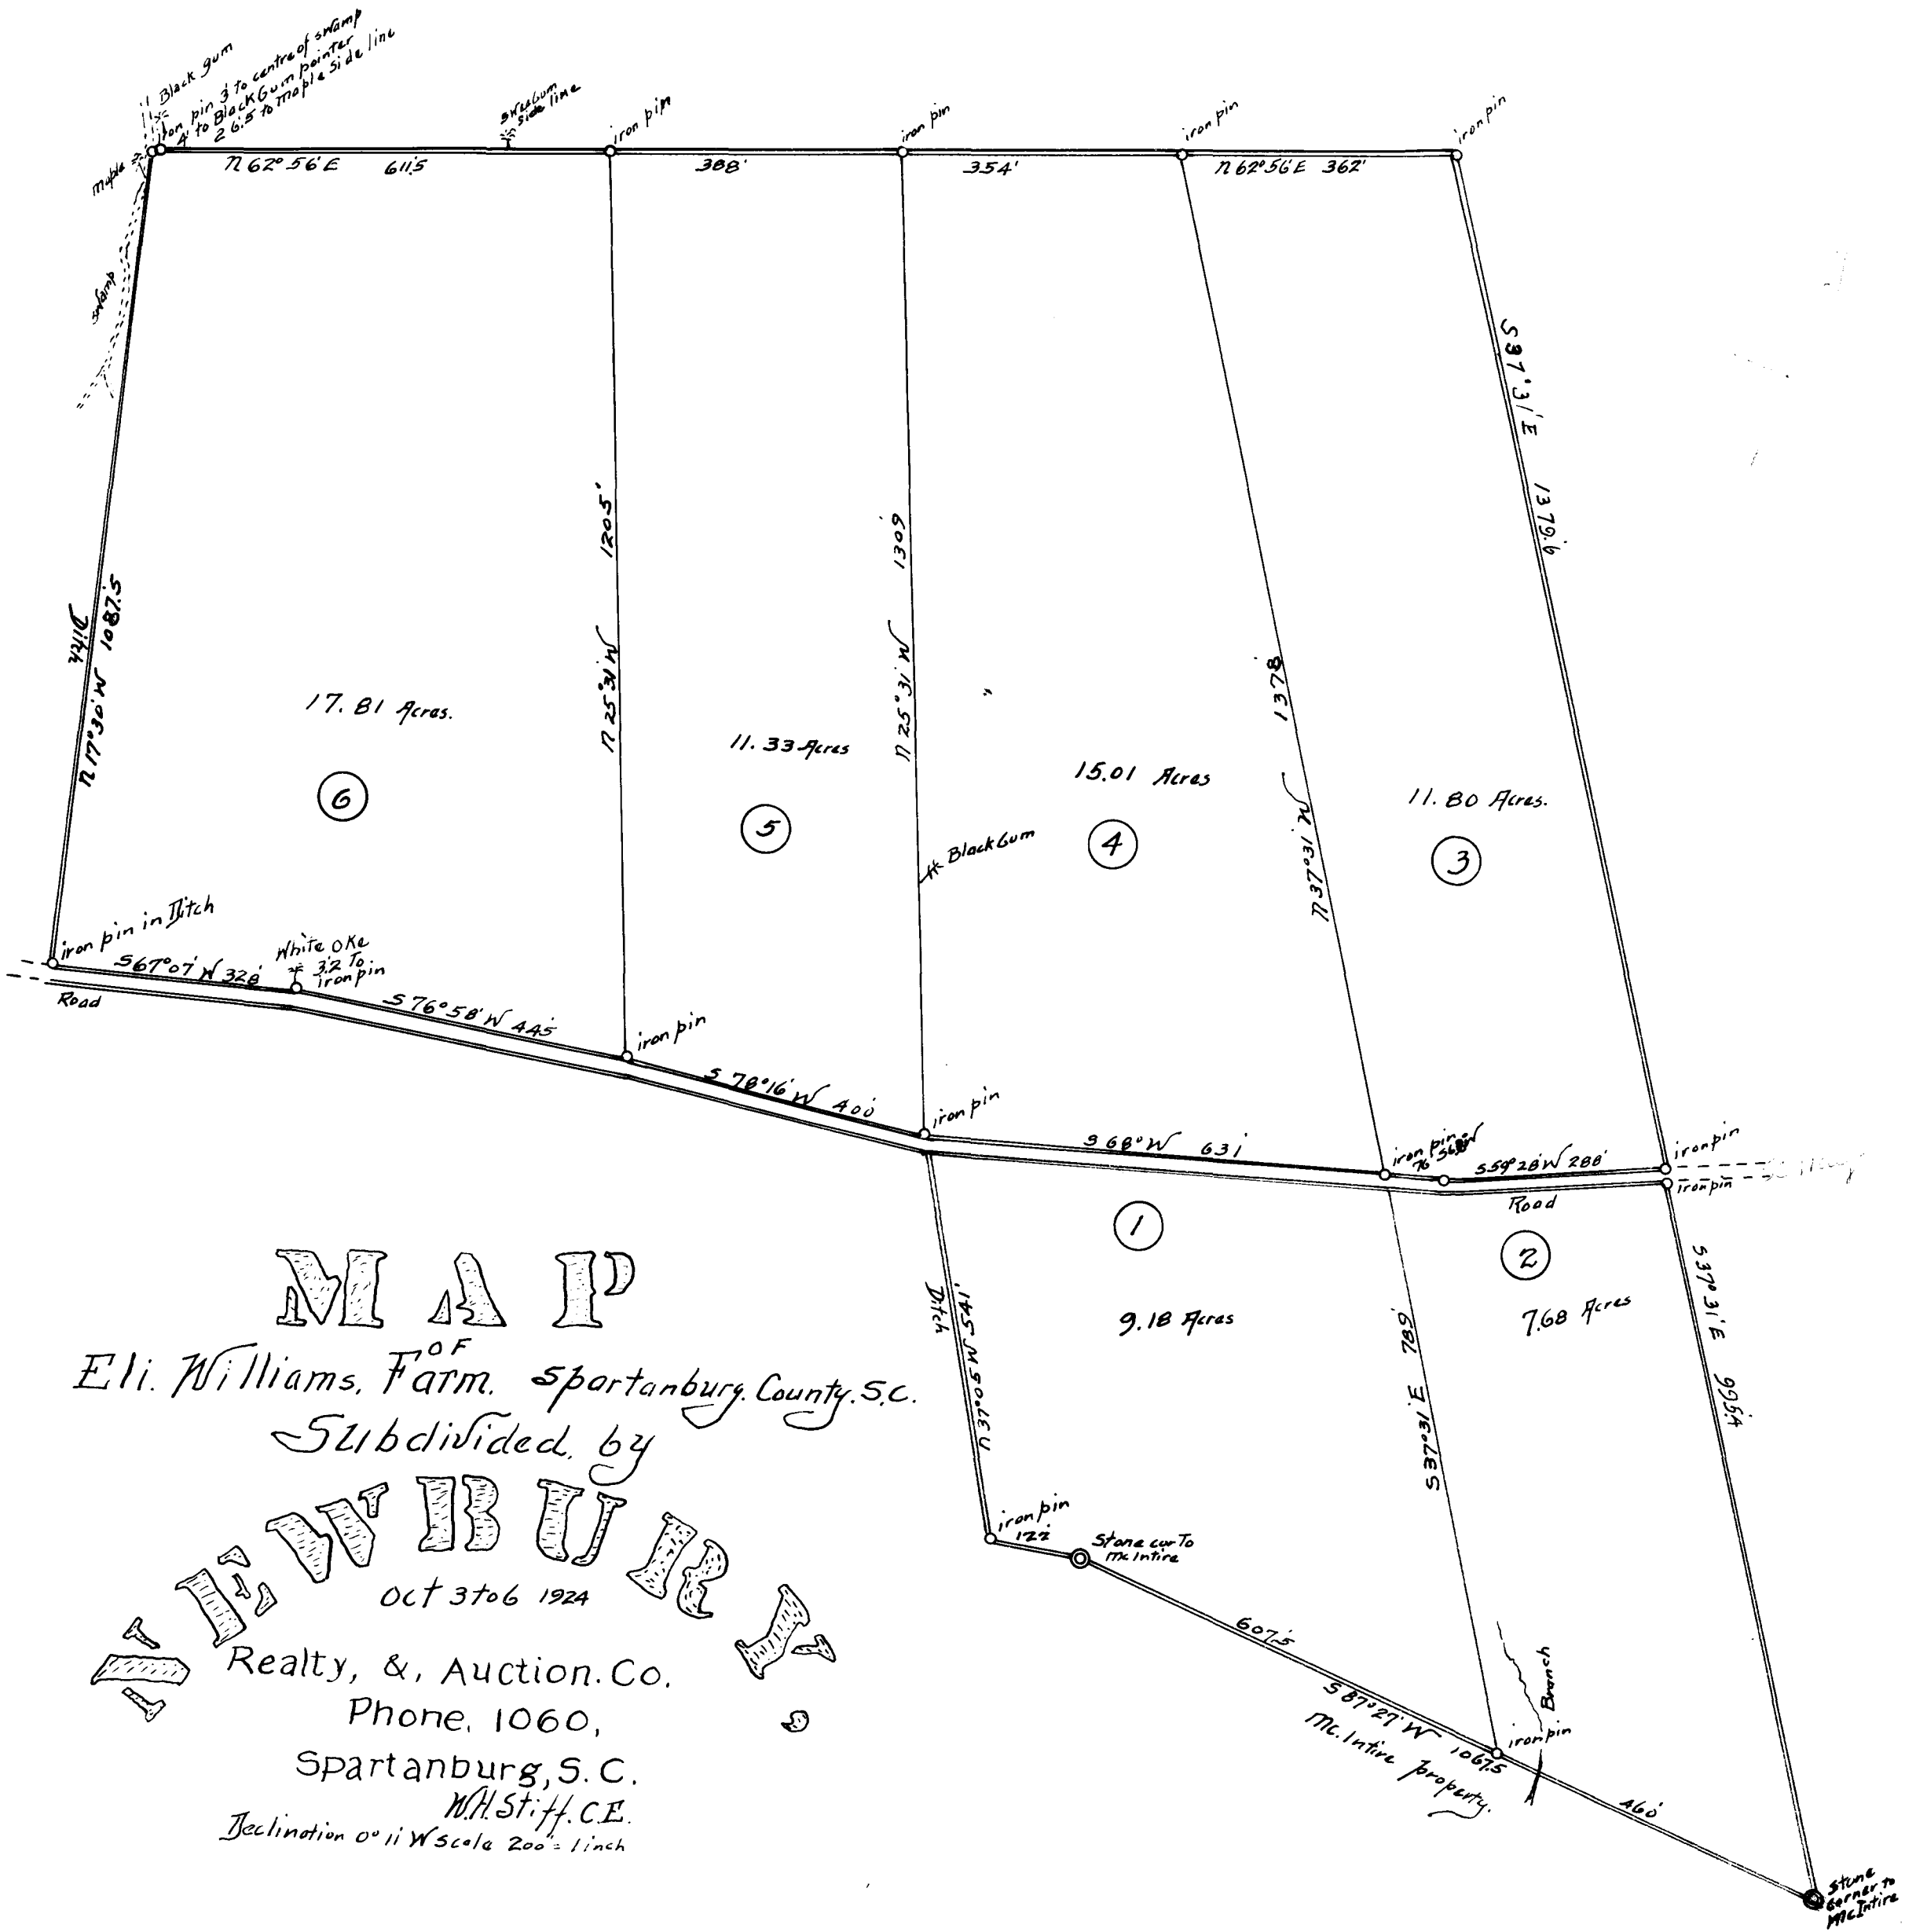 Black gum
iron pin 3' to centre of swamp
4' to Black Gum pointer
26.5 to maple side line
maple
swamp
sweetgum
side line
iron pin
iron pin
iron pin
iron pin
N 62° 56' E 611.5
388'
354'
N 62° 56' E 362'
S 37° 31' E 1379.6
Ditch
N 17° 30' W 1087.5
N 25° 31' W 1205'
N 25° 31' W 1309
N 37° 31' W 1378
17.81 Acres.
6
11.33 Acres
5
15.01 Acres
4
11.80 Acres.
3
Black Gum
iron pin in Ditch
S 67° 07' W 328'
White Oke
3.2 To
iron pin
Road
S 76° 58' W 445
iron pin
S 78° 16' W 400
iron pin
S 68° W 631
iron pin
76
S 59° 28' W 288'
iron pin
iron pin
Road
1
9.18 Acres
2
7.68 Acres
Ditch
N 37° 05' W 541'
S 37° 31' E 785
S 37° 31' E 995.4
iron pin
122
Stone cor To
McIntire
607.5
S 87° 27' W 1067.5
Mc. Intire property.
Branch
iron pin
460
Stone
corner to
McIntire
MAP
OF
Eli. Williams. Farm. Spartanburg. County. S.C.
Subdivided. by
NEWBURY,
Oct 3 to 6 1924
Realty, &, Auction. Co.
Phone. 1060,
Spartanburg, S. C.
W.H. Stiff. C.E.
Declination 0° 11 W scale 200' = 1 inch